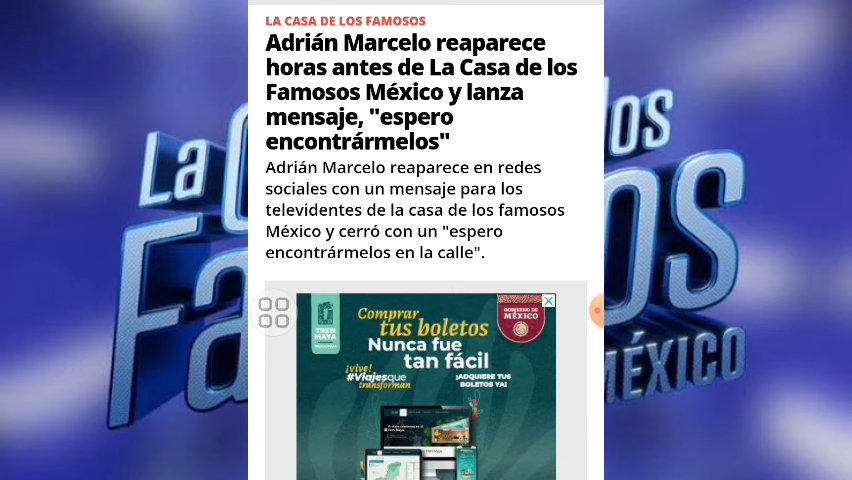 LA CASA DE LOS FAMOSOS
Adrián Marcelo reaparece
horas antes de La Casa de los
Famosos México y lanza
mensaje, "espero
encontrármelos"
Adrián Marcelo reaparece en redes
sociales con un mensaje para los
televidentes de la casa de los famosos
México y cerró con un "espero
encontrármelos en la calle".
TREN
MAYA
Comprar
tus boletos
Nunca fue
tan fácil
GOBIERNO DE
MÉXICO
¡vive!
#Viajesque
transforman
¡ADQUIERE TUS
BOLETOS YA!
La
Fa
los
OS
MÉXICO